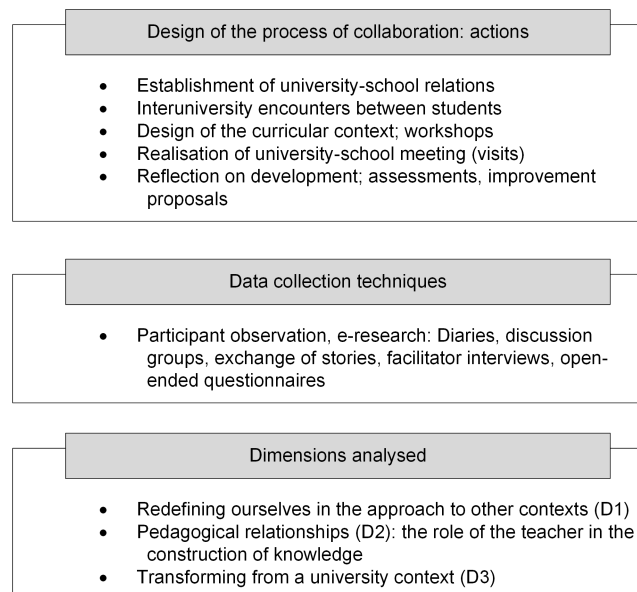 Design of the process of collaboration: actions
• Establishment of university-school relations
• Interuniversity encounters between students
• Design of the curricular context; workshops
• Realisation of university-school meeting (visits)
• Reflection on development; assessments, improvement
proposals
Data collection techniques
• Participant observation, e-research: Diaries, discussion
groups, exchange of stories, facilitator interviews, open-
ended questionnaires
Dimensions analysed
• Redefining ourselves in the approach to other contexts (D1)
• Pedagogical relationships (D2): the role of the teacher in the
construction of knowledge
• Transforming from a university context (D3)